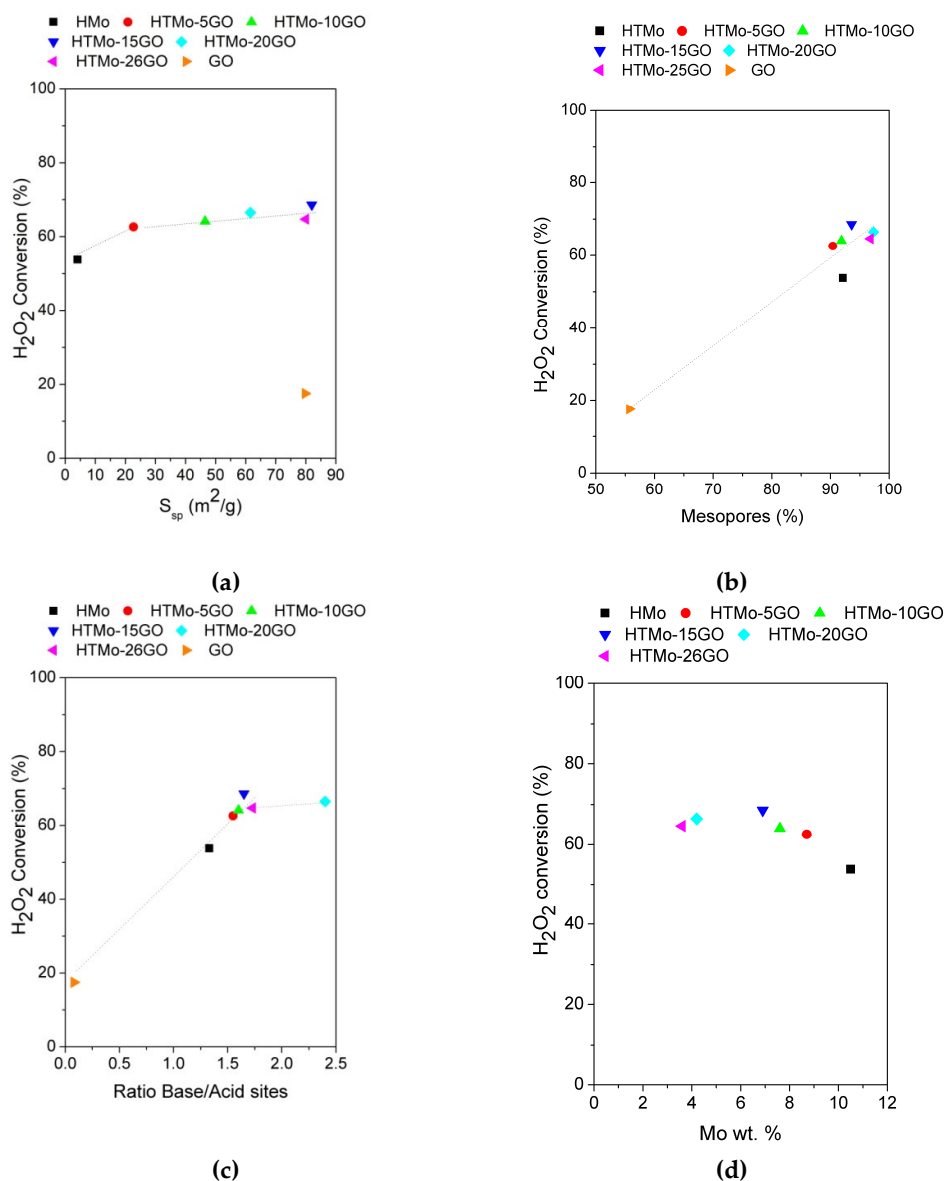 HMo HTMo-5GO HTMo-10GO
HTMo-15GO HTMo-20GO
HTMo-26GO GO
100
80
60
40
20
0
H2O2 Conversion (%)
0 10 20 30 40 50 60 70 80 90
Ssp (m2/g)
(a)
HTMo HTMo-5GO HTMo-10GO
HTMo-15GO HTMo-20GO
HTMo-25GO GO
100
80
60
40
20
0
H2O2 Conversion (%)
50 60 70 80 90 100
Mesopores (%)
(b)
HMo HTMo-5GO HTMo-10GO
HTMo-15GO HTMo-20GO
HTMo-26GO GO
100
80
60
40
20
0
H2O2 Conversion (%)
0.0 0.5 1.0 1.5 2.0 2.5
Ratio Base/Acid sites
(c)
HMo HTMo-5GO HTMo-10GO
HTMo-15GO HTMo-20GO
HTMo-26GO
100
80
60
40
20
0
H2O2 conversion (%)
0 2 4 6 8 10 12
Mo wt. %
(d)